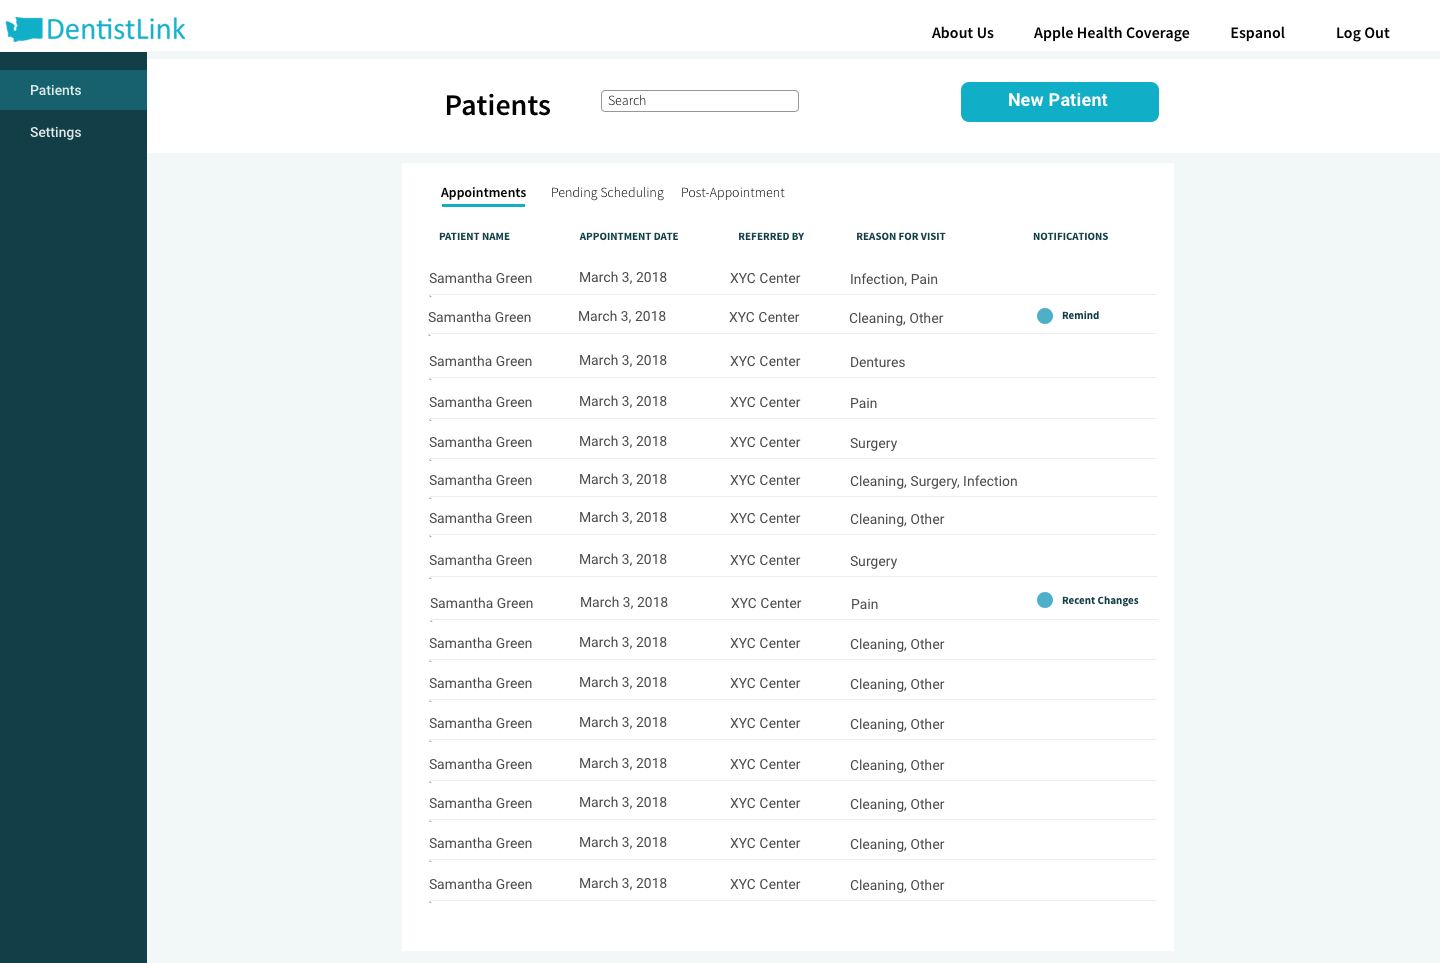 DentistLink
About Us Apple Health Coverage Espanol Log Out
Patients
Settings
Patients Search New Patient
Appointments Pending Scheduling Post-Appointment
PATIENT NAME APPOINTMENT DATE REFERRED BY REASON FOR VISIT NOTIFICATIONS
Samantha Green March 3, 2018 XYC Center Infection, Pain
Samantha Green March 3, 2018 XYC Center Cleaning, Other Remind
Samantha Green March 3, 2018 XYC Center Dentures
Samantha Green March 3, 2018 XYC Center Pain
Samantha Green March 3, 2018 XYC Center Surgery
Samantha Green March 3, 2018 XYC Center Cleaning, Surgery, Infection
Samantha Green March 3, 2018 XYC Center Cleaning, Other
Samantha Green March 3, 2018 XYC Center Surgery
Samantha Green March 3, 2018 XYC Center Pain Recent Changes
Samantha Green March 3, 2018 XYC Center Cleaning, Other
Samantha Green March 3, 2018 XYC Center Cleaning, Other
Samantha Green March 3, 2018 XYC Center Cleaning, Other
Samantha Green March 3, 2018 XYC Center Cleaning, Other
Samantha Green March 3, 2018 XYC Center Cleaning, Other
Samantha Green March 3, 2018 XYC Center Cleaning, Other
Samantha Green March 3, 2018 XYC Center Cleaning, Other